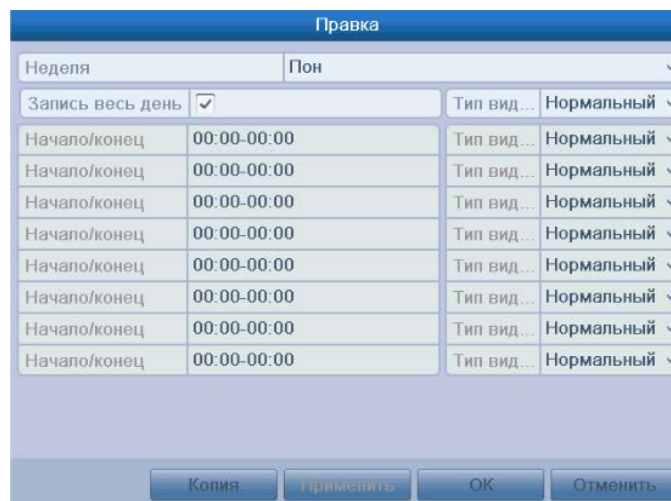 Правка
Неделя Пон
Запись весь день Тип вид... Нормальный
Начало/конец 00:00-00:00 Тип вид... Нормальный
Начало/конец 00:00-00:00 Тип вид... Нормальный
Начало/конец 00:00-00:00 Тип вид... Нормальный
Начало/конец 00:00-00:00 Тип вид... Нормальный
Начало/конец 00:00-00:00 Тип вид... Нормальный
Начало/конец 00:00-00:00 Тип вид... Нормальный
Начало/конец 00:00-00:00 Тип вид... Нормальный
Начало/конец 00:00-00:00 Тип вид... Нормальный
Копия Применить ОК Отменить